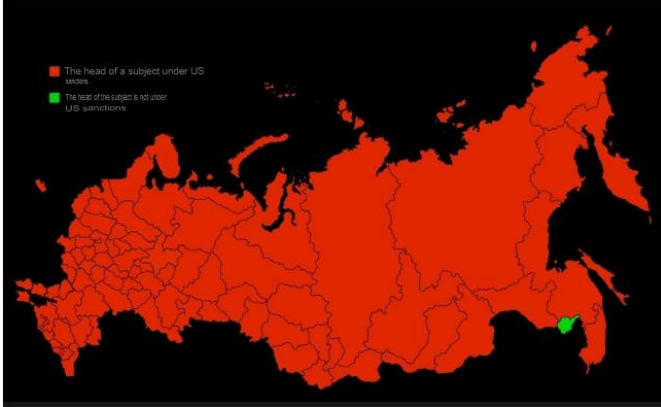 The head of a subject under US
sanctions
The head of the subject is not under
US sanctions